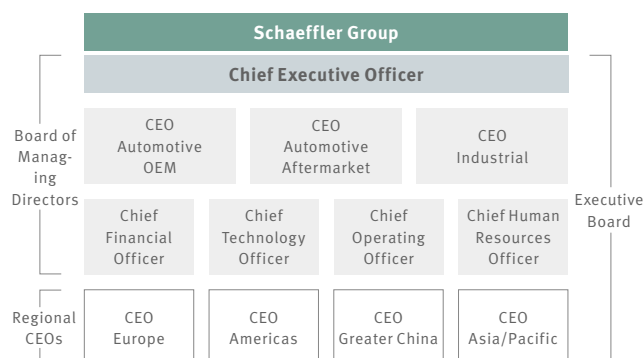 Schaeffler Group
Chief Executive Officer
Board of
Manag-
ing
Directors
CEO
Automotive
OEM
CEO
Automotive
Aftermarket
CEO
Industrial
Chief
Financial
Officer
Chief
Technology
Officer
Chief
Operating
Officer
Chief Human
Resources
Officer
Executive
Board
Regional
CEOs
CEO
Europe
CEO
Americas
CEO
Greater China
CEO
Asia/Pacific